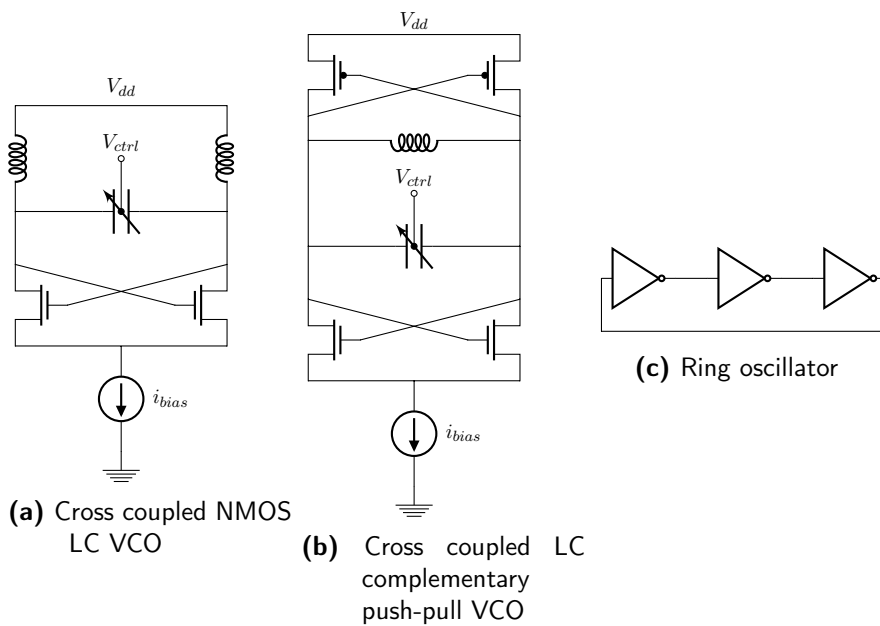 V_dd
V_ctrl
i_bias
(a) Cross coupled NMOS
LC VCO
V_dd
V_ctrl
i_bias
(b) Cross coupled LC
complementary
push-pull VCO
(c) Ring oscillator